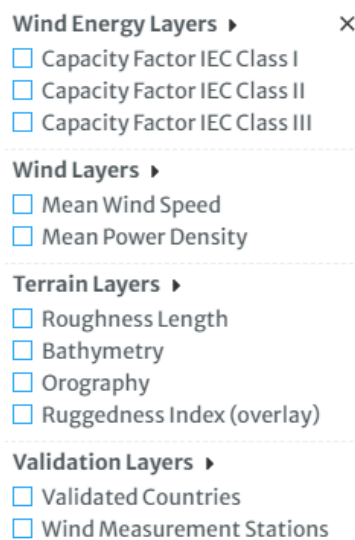 Wind Energy Layers
Capacity Factor IEC Class I
Capacity Factor IEC Class II
Capacity Factor IEC Class III
Wind Layers
Mean Wind Speed
Mean Power Density
Terrain Layers
Roughness Length
Bathymetry
Orography
Ruggedness Index (overlay)
Validation Layers
Validated Countries
Wind Measurement Stations